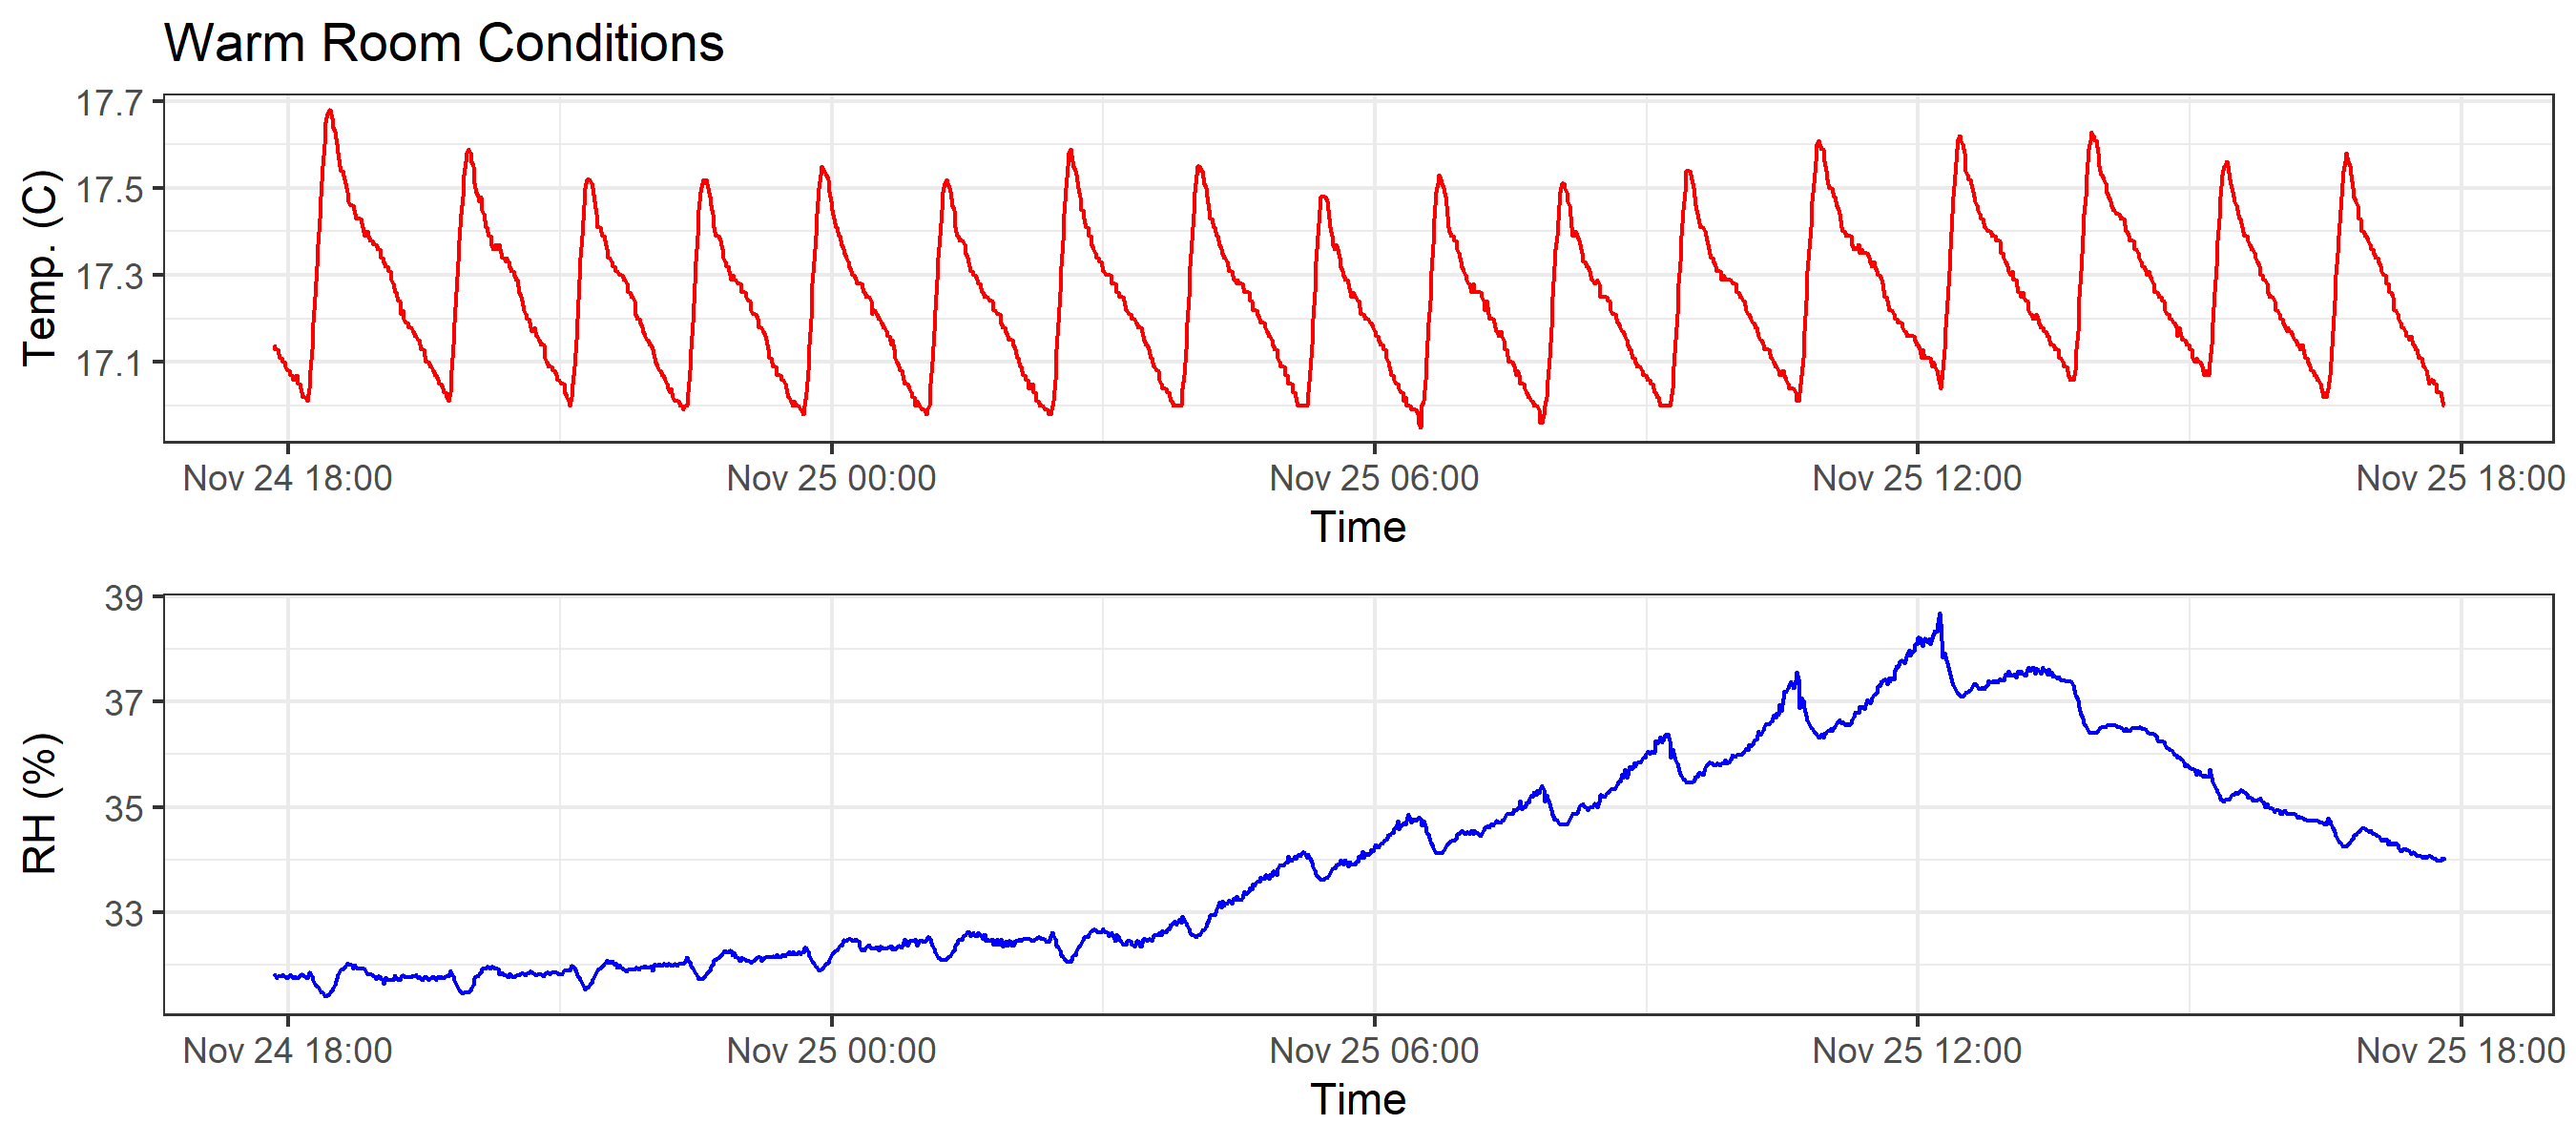 Warm Room Conditions
17.7
17.5
17.3
17.1
Temp. (C)
Nov 24 18:00 Nov 25 00:00 Nov 25 06:00 Nov 25 12:00 Nov 25 18:00
Time
39
37
35
33
RH (%)
Nov 24 18:00 Nov 25 00:00 Nov 25 06:00 Nov 25 12:00 Nov 25 18:00
Time